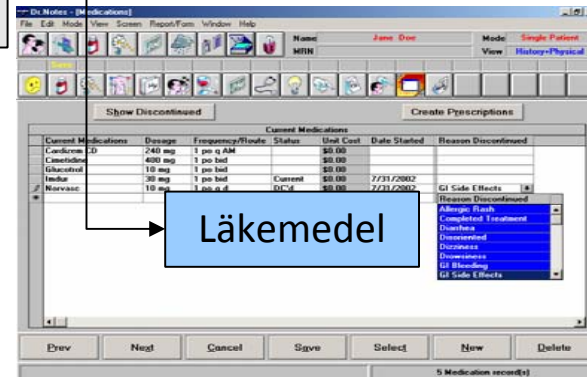 Dr.Notes - [Medications]
File Edit Mode View Screen Report/Form Window Help
Name Jane Doe Mode Single Patient
MRN View History+Physical
Save
Show Discontinued Create Prescriptions
Current Medications
Current Medications Dosage Frequency/Route Status Unit Cost Date Started Reason Discontinued
Cardizem CD 240 mg 1 po q AM $0.00
Cimetidine 400 mg 1 po bid $0.00
Glucotrol 10 mg 1 po bid $0.00
Imdur 30 mg 1 po bid Current $0.00 7/31/2002
Norvasc 10 mg 1 po q d DC'd $0.00 7/31/2002 GI Side Effects
Reason Discontinued
Allergic Rash
Completed Treatment
Diarrhea
Disoriented
Dizziness
Drowsiness
GI Bleeding
GI Side Effects
Läkemedel
Prev Next Cancel Save Select New Delete
5 Medication record(s)